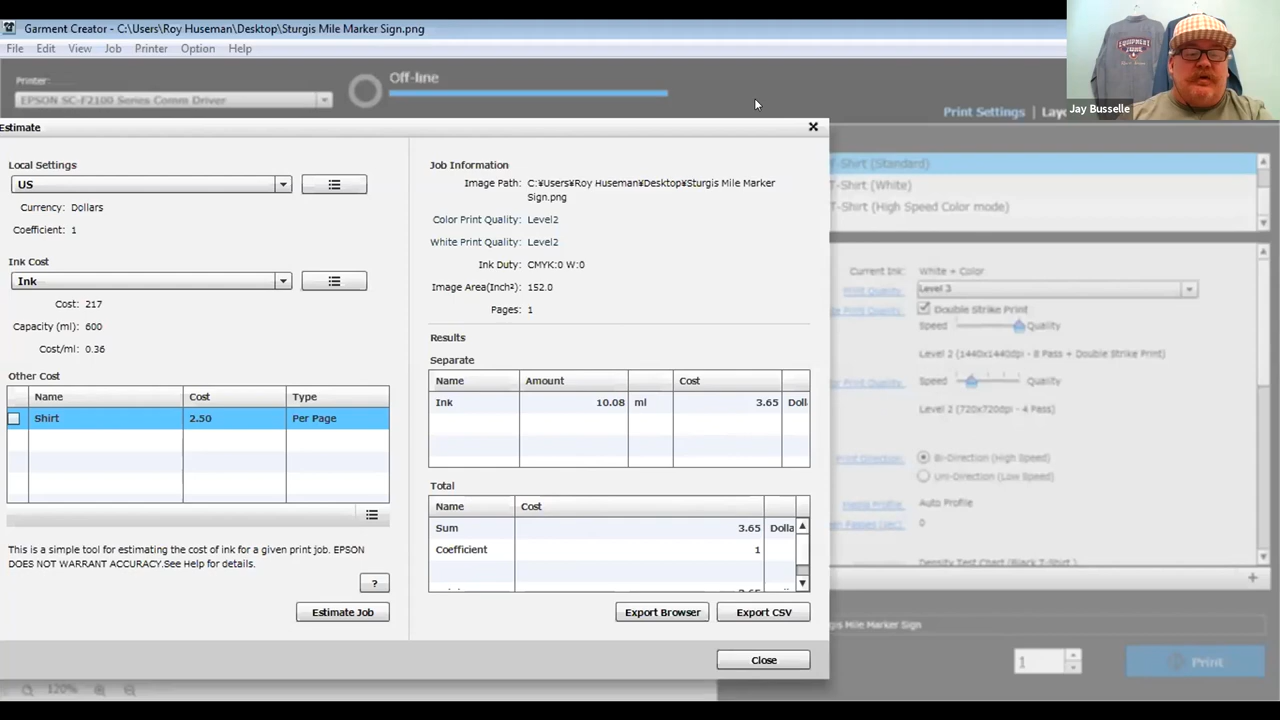 Garment Creator - C:\Users\Roy Huseman\Desktop\Sturgis Mile Marker Sign.png
File Edit View Job Printer Option Help
Printer:
EPSON SC-F2100 Series Comm Driver
Off-line
EQUIPMENT
ZONE
Jay Busselle
Print Settings
Estimate
Local Settings
US
Currency: Dollars
Coefficient: 1
Ink Cost
Ink
Cost: 217
Capacity (ml): 600
Cost/ml: 0.36
Other Cost
Name Cost Type
Shirt 2.50 Per Page
This is a simple tool for estimating the cost of ink for a given print job. EPSON
DOES NOT WARRANT ACCURACY.See Help for details.
?
Estimate Job
Job Information
Image Path: C:¥Users¥Roy Huseman¥Desktop¥Sturgis Mile Marker
Sign.png
Color Print Quality: Level2
White Print Quality: Level2
Ink Duty: CMYK:0 W:0
Image Area(Inch²): 152.0
Pages: 1
Results
Separate
Name Amount Cost
Ink 10.08 ml 3.65 Doll
Total
Name Cost
Sum 3.65 Dolla
Coefficient 1
Export Browser Export CSV
Close
T-Shirt (Standard)
T-Shirt (White)
T-Shirt (High Speed Color mode)
Current Ink: White + Color
Print Quality: Level 3
Double Strike Print
Speed Quality
Level 2 (1440x1440dpi - 8 Pass + Double Strike Print)
Speed Quality
Level 2 (720x720dpi - 4 Pass)
Print Direction: Bi-Direction (High Speed)
Uni-Direction (Low Speed)
Media Profile: Auto Profile
0
Density Test Chart (Black T-Shirt)
gis Mile Marker Sign
1
Print
120%